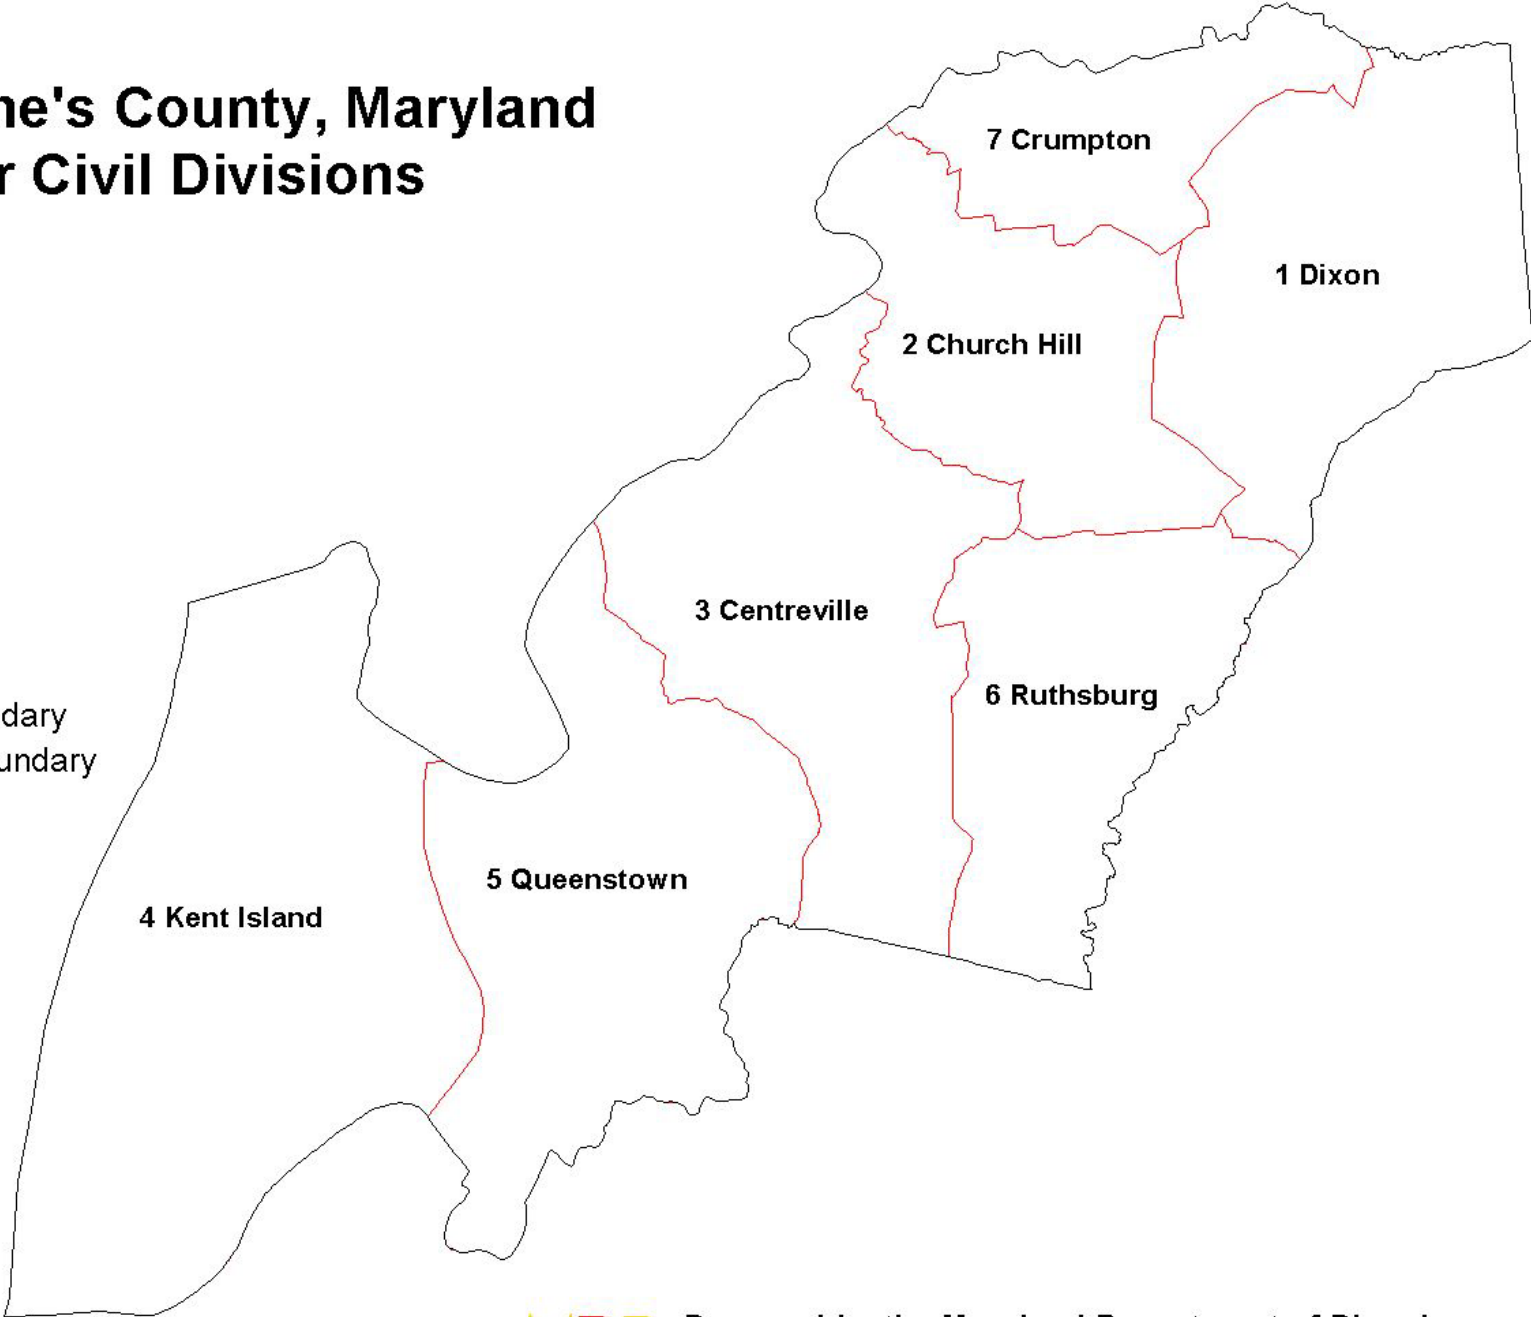 ne's County, Maryland
r Civil Divisions
7 Crumpton
1 Dixon
2 Church Hill
3 Centreville
6 Ruthsburg
dary
undary
5 Queenstown
4 Kent Island